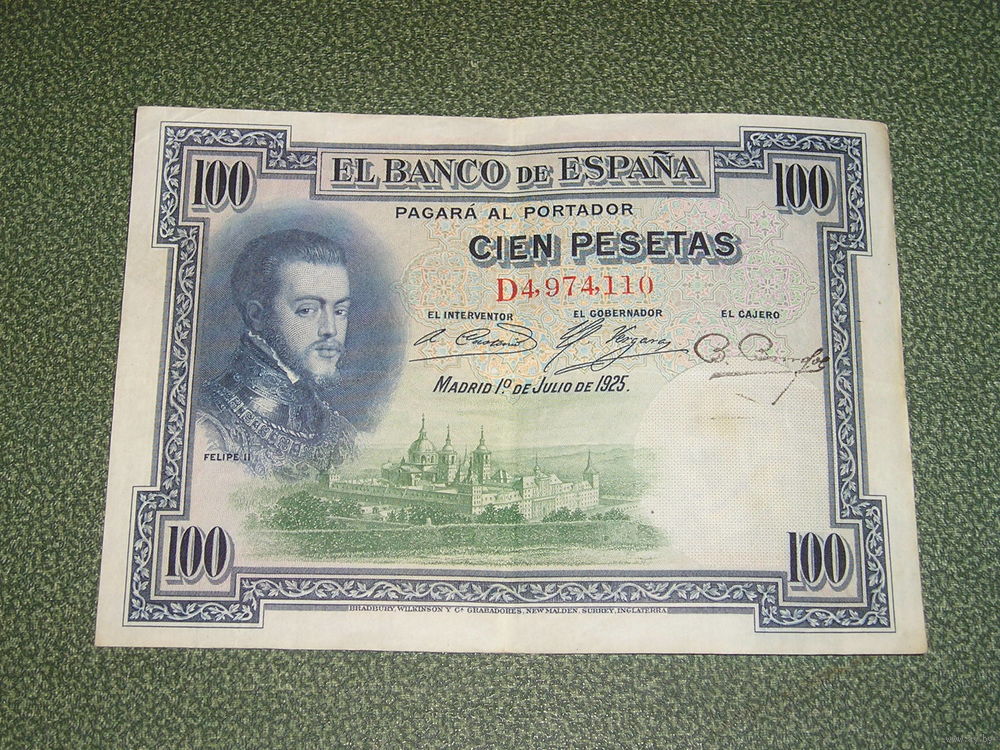 100 EL BANCO DE ESPAÑA 100
PAGARÁ AL PORTADOR
CIEN PESETAS
D4,974,110
EL INTERVENTOR EL GOBERNADOR EL CAJERO
MADRID 1º DE JULIO DE 1925.
FELIPE II
100 100
BRADBURY, WILKINSON Y Cª GRABADORES, NEW MALDEN, SURREY, INGLATERRA